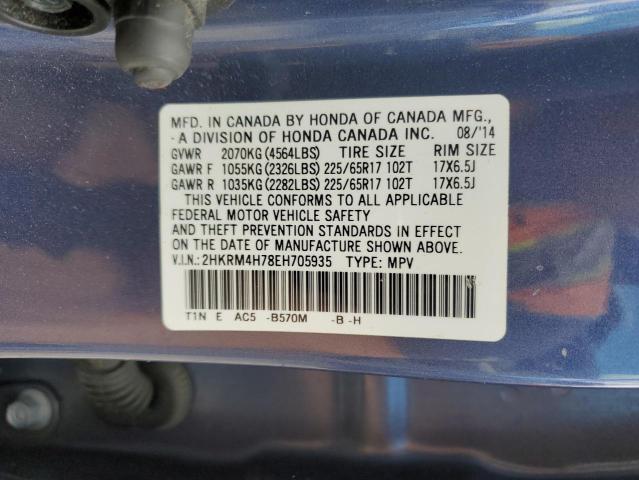 MFD. IN CANADA BY HONDA OF CANADA MFG.,
- A DIVISION OF HONDA CANADA INC. 08/'14
GVWR 2070KG(4564LBS) TIRE SIZE RIM SIZE
GAWR F 1055KG(2326LBS) 225/65R17 102T 17X6.5J
GAWR R 1035KG(2282LBS) 225/65R17 102T 17X6.5J
THIS VEHICLE CONFORMS TO ALL APPLICABLE
FEDERAL MOTOR VEHICLE SAFETY
AND THEFT PREVENTION STANDARDS IN EFFECT
ON THE DATE OF MANUFACTURE SHOWN ABOVE.
V.I.N.: 2HKRM4H78EH705935 TYPE: MPV
T1N E AC5 -B570M -B -H